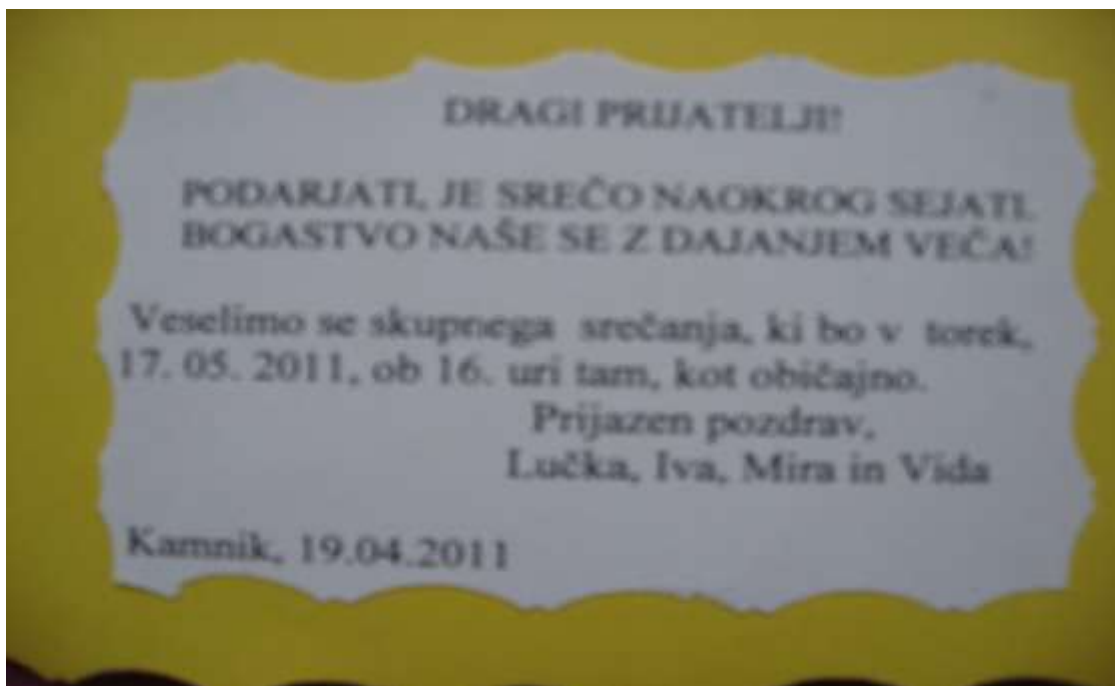 DRAGI PRIJATELJI!
PODARJATI, JE SREČO NAOKROG SEJATI.
BOGASTVO NAŠE SE Z DAJANJEM VEČA!
Veselimo se skupnega srečanja, ki bo v torek,
17. 05. 2011, ob 16. uri tam, kot običajno.
Prijazen pozdrav,
Lučka, Iva, Mira in Vida
Kamnik, 19.04.2011